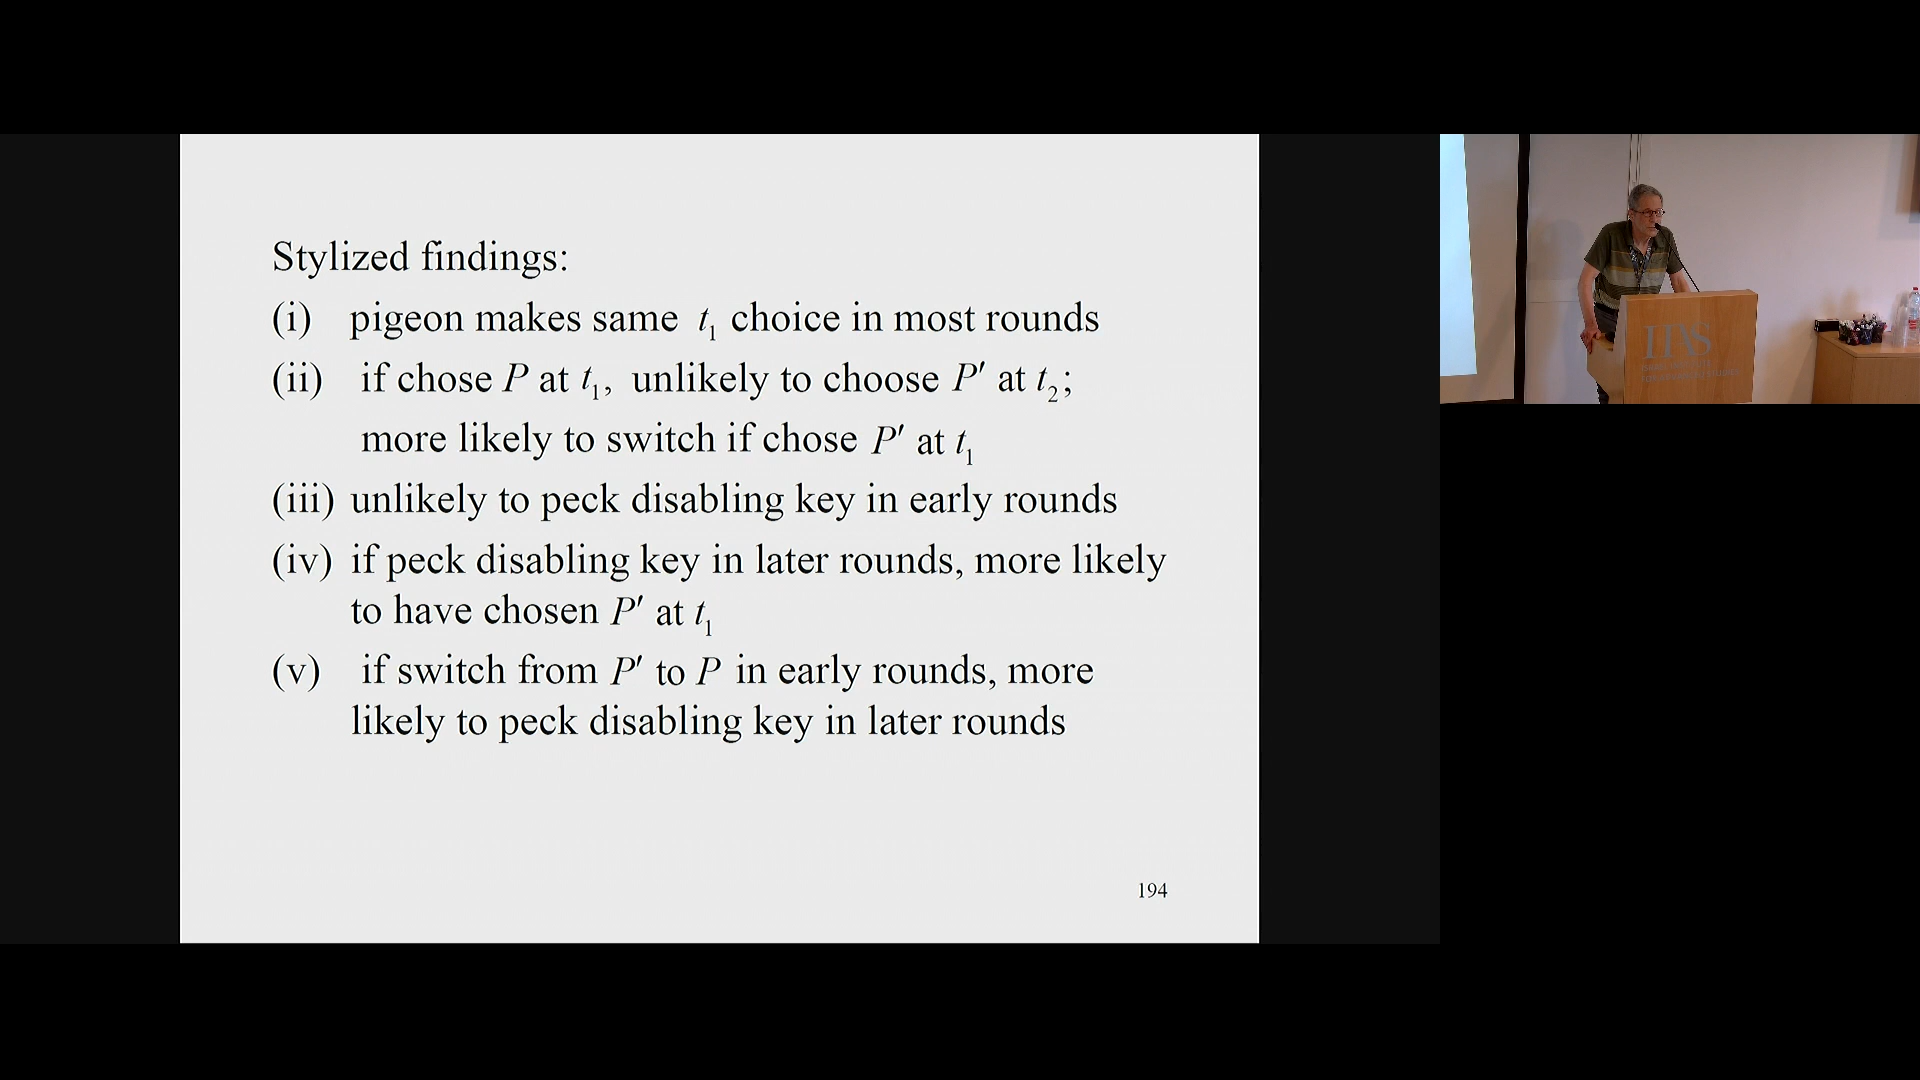 Stylized findings:
(i) pigeon makes same t₁ choice in most rounds
(ii) if chose P at t₁, unlikely to choose P′ at t₂;
more likely to switch if chose P′ at t₁
(iii) unlikely to peck disabling key in early rounds
(iv) if peck disabling key in later rounds, more likely
to have chosen P′ at t₁
(v) if switch from P′ to P in early rounds, more
likely to peck disabling key in later rounds
194
IIAS